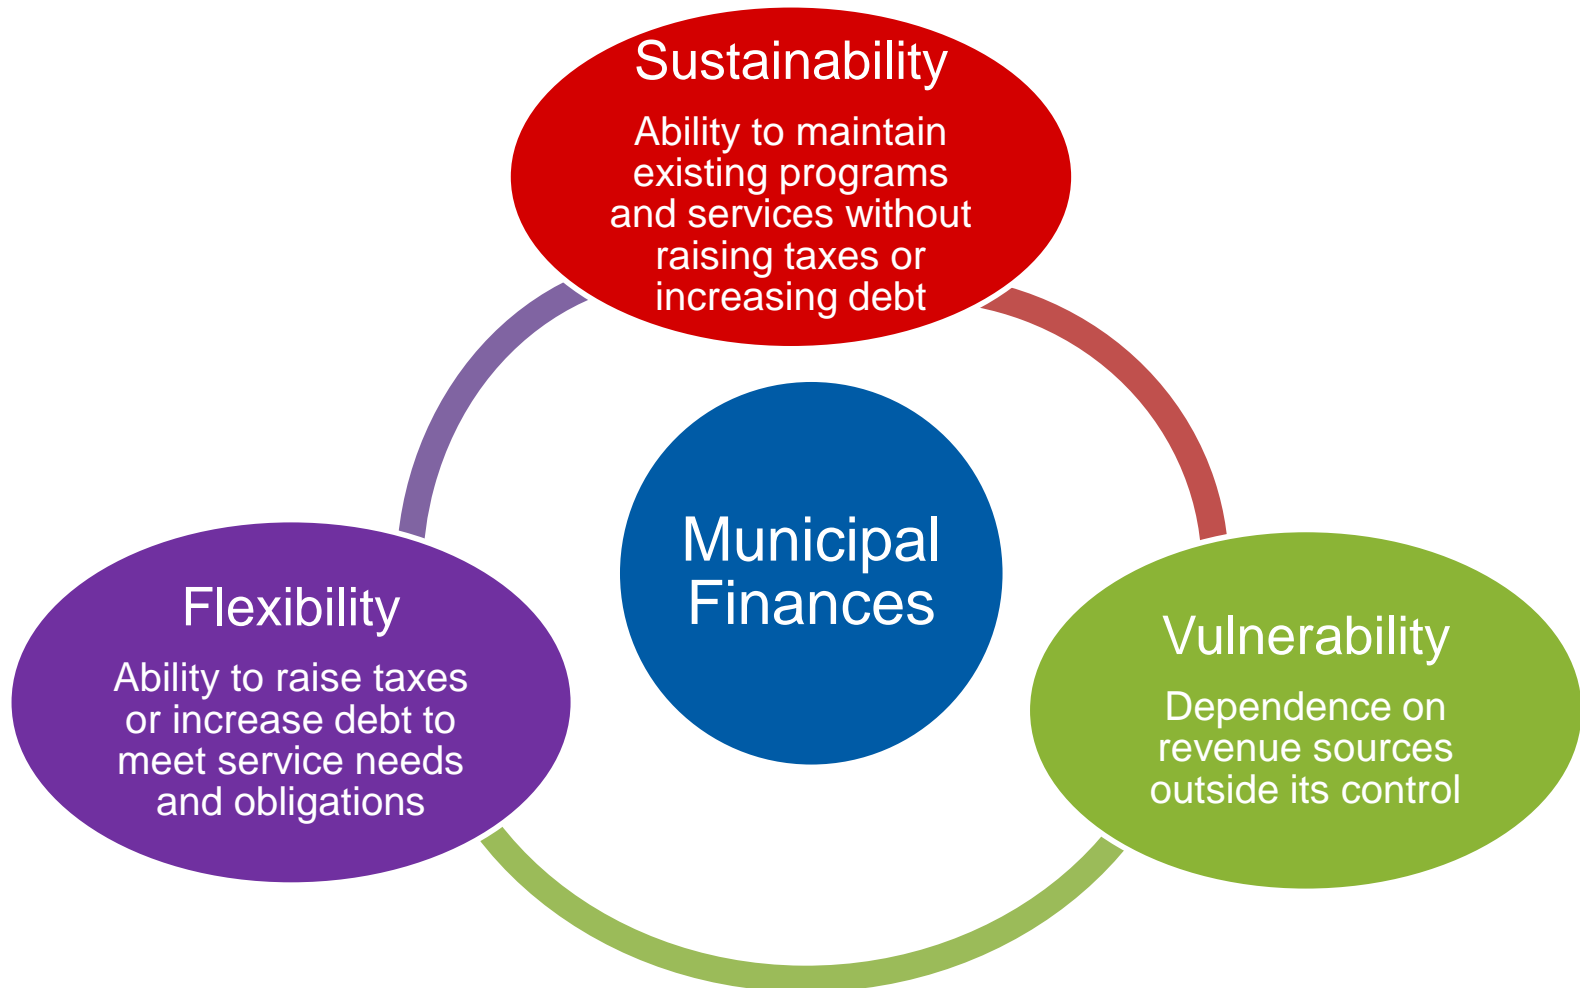 Sustainability
Ability to maintain
existing programs
and services without
raising taxes or
increasing debt
Municipal
Finances
Flexibility
Ability to raise taxes
or increase debt to
meet service needs
and obligations
Vulnerability
Dependence on
revenue sources
outside its control